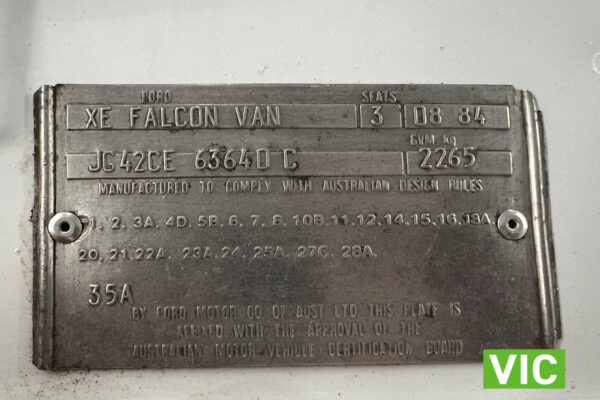 FORD SEATS
XE FALCON VAN 3 08 84
GVM kg
JG42CE 63640 C 2265
MANUFACTURED TO COMPLY WITH AUSTRALIAN DESIGN RULES
1, 2, 3A, 4D, 5B, 6, 7, 8, 10B, 11, 12, 14, 15, 16, 18A,
20, 21, 22A, 23A, 24, 25A, 27C, 28A,
35A
BY FORD MOTOR CO OF AUST LTD THIS PLATE IS
AFFIXED WITH THE APPROVAL OF THE
AUSTRALIAN MOTOR VEHICLE CERTIFICATION BOARD
VIC